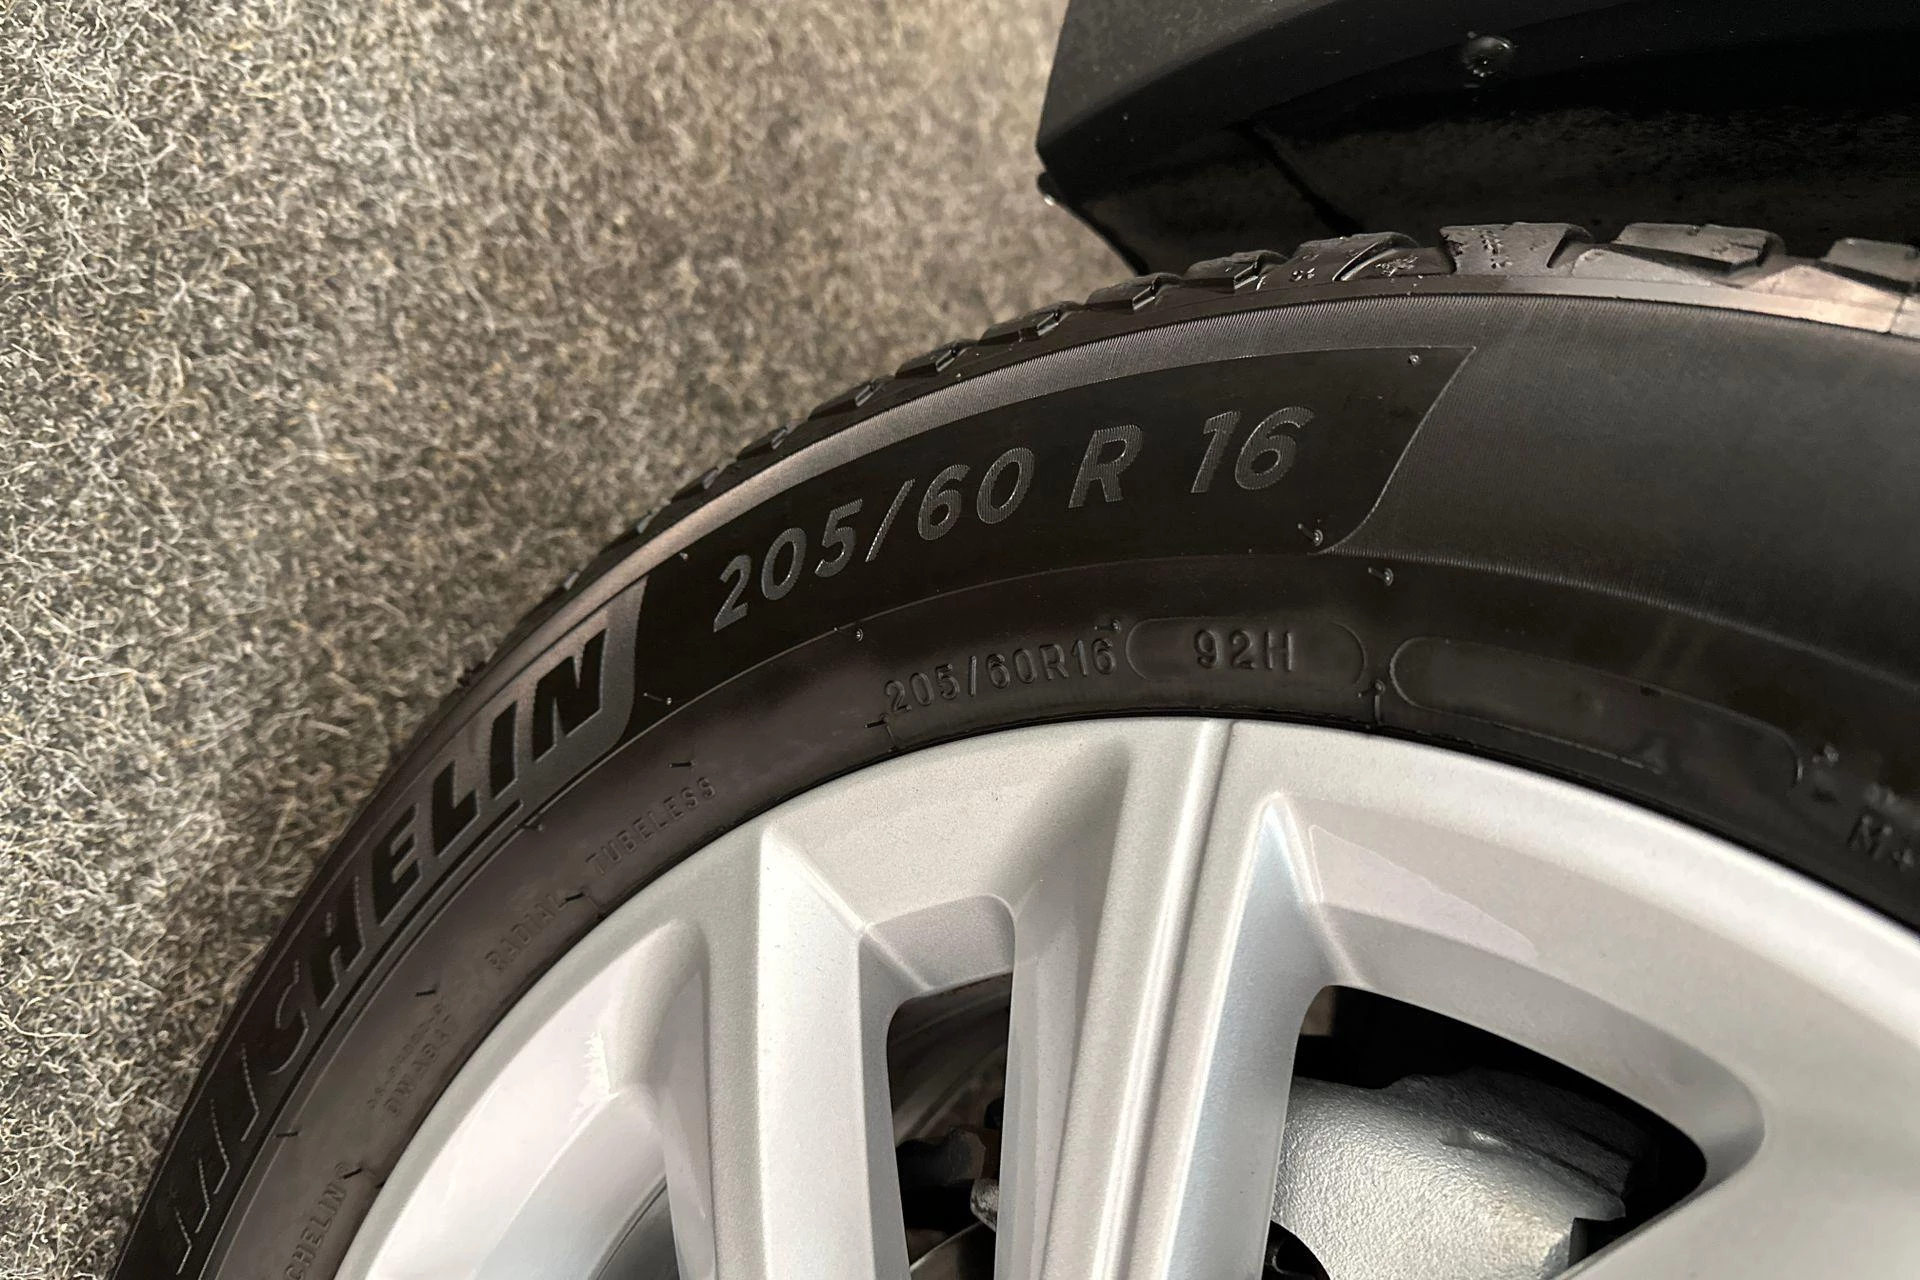 MICHELIN
205/60 R 16
205/60R16 92H
RADIAL TUBELESS